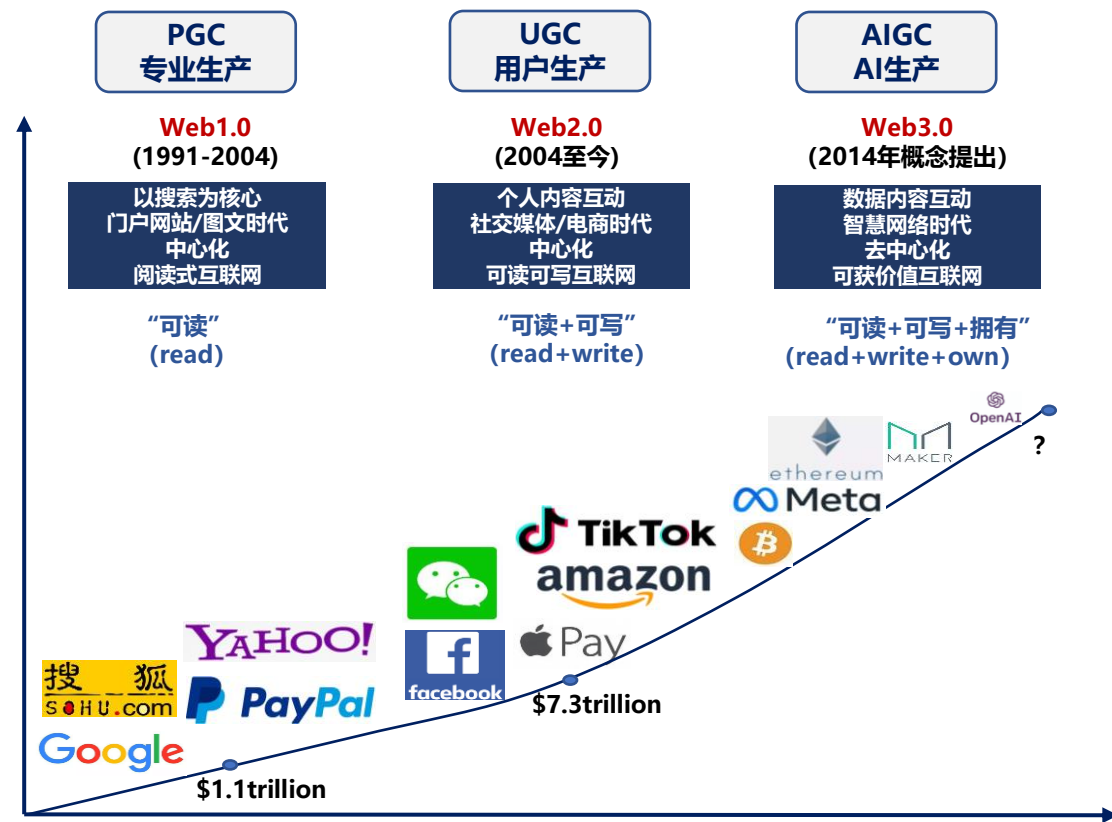 PGC
专业生产
UGC
用户生产
AIGC
AI生产
Web1.0
(1991-2004)
Web2.0
(2004至今)
Web3.0
(2014年概念提出)
以搜索为核心
门户网站/图文时代
中心化
阅读式互联网
个人内容互动
社交媒体/电商时代
中心化
可读可写互联网
数据内容互动
智慧网络时代
去中心化
可获价值互联网
“可读”
(read)
“可读+可写”
(read+write)
“可读+可写+拥有”
(read+write+own)
OpenAI
?
ethereum
MAKER
Meta
TikTok
amazon
Pay
facebook
$7.3trillion
YAHOO!
搜狐
SOHU.com
PayPal
Google
$1.1trillion